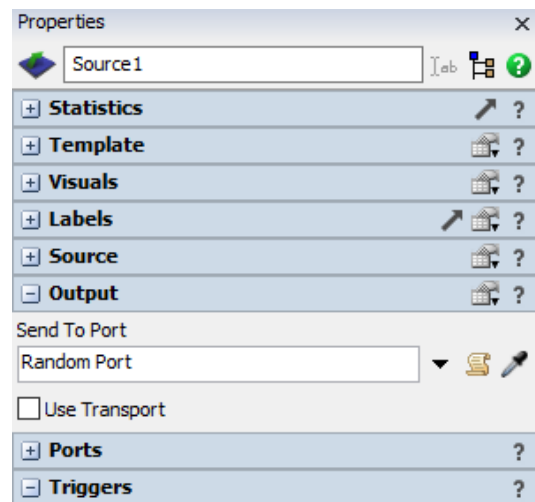 Properties
Source1
Statistics
Template
Visuals
Labels
Source
Output
Send To Port
Random Port
Use Transport
Ports
Triggers